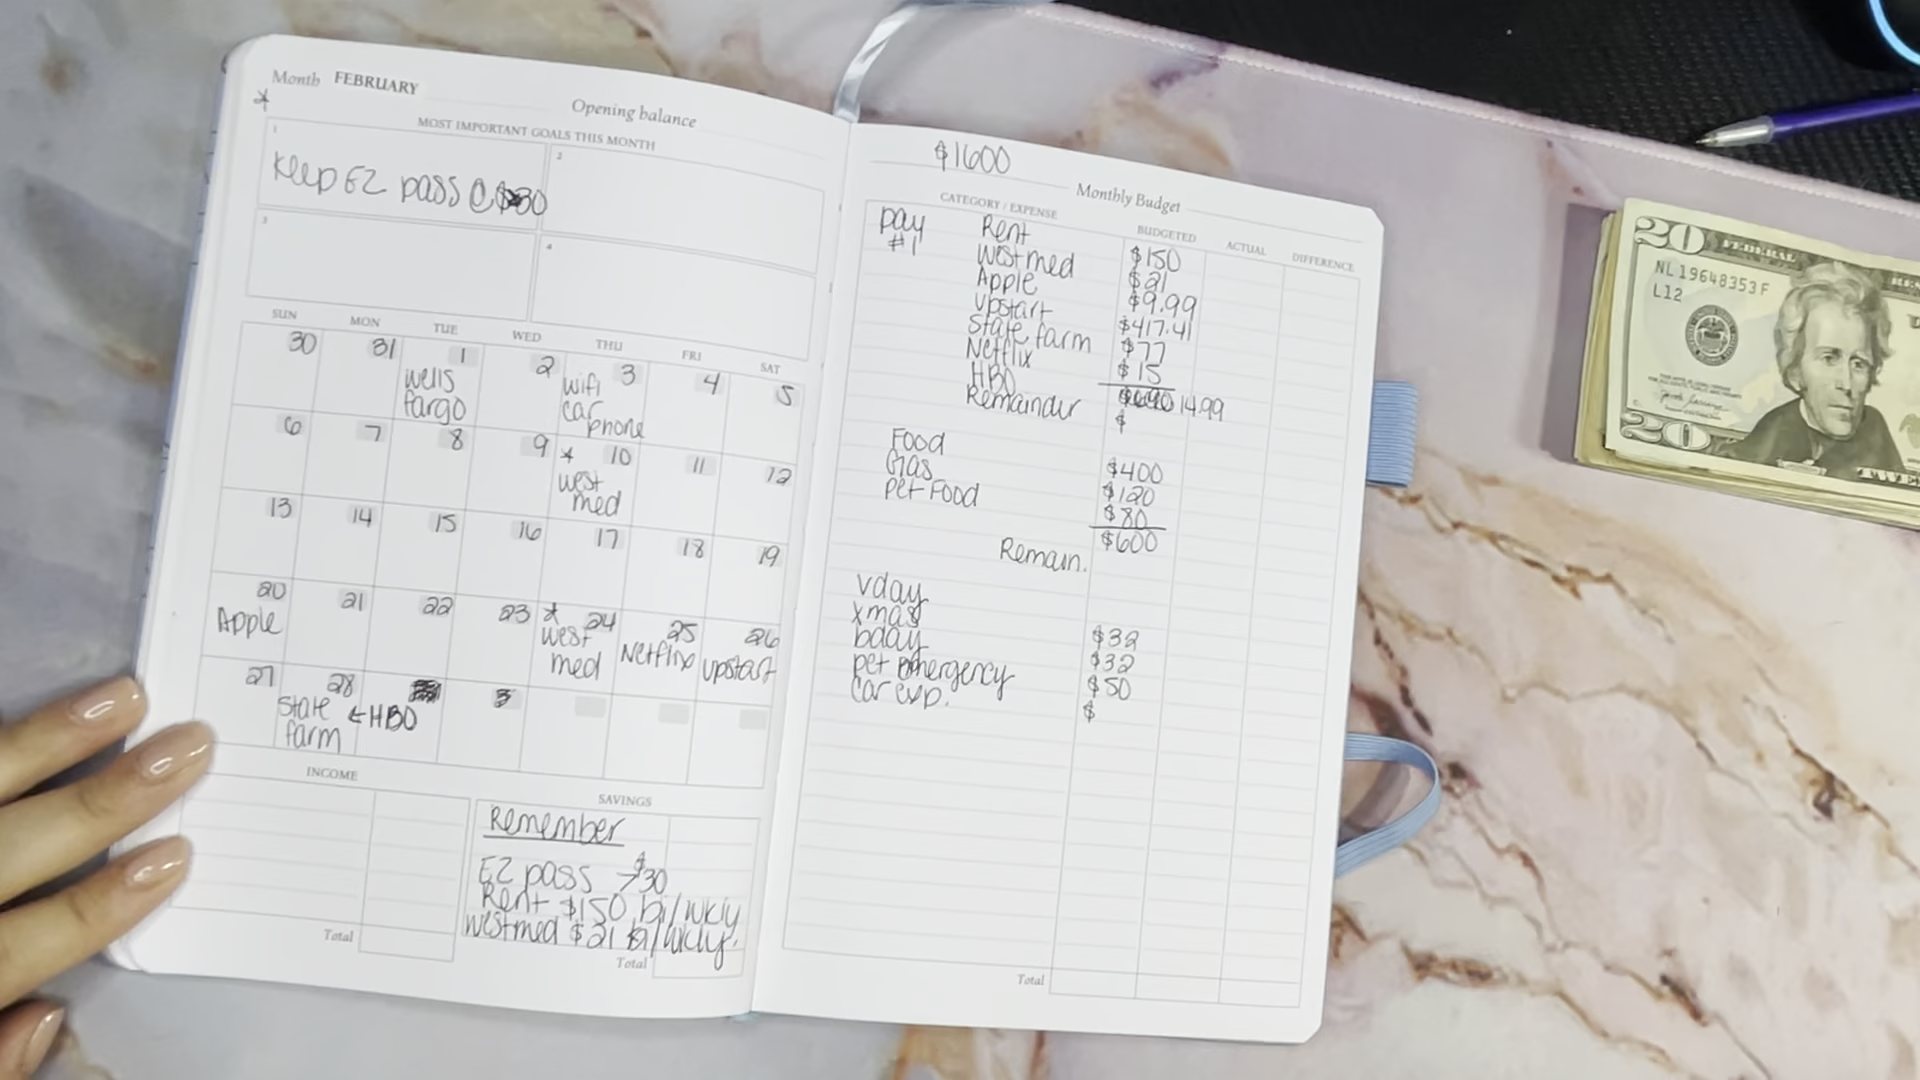 Month FEBRUARY
Opening balance
MOST IMPORTANT GOALS THIS MONTH
1
2
Keep EZ pass @ $30
3
4
SUN MON TUE WED THU FRI SAT
30 31 1 2 3 4 5
wells fargo
wifi car phone
6 7 8 9 * 10 11 12
west med
13 14 15 16 17 18 19
20 21 22 23 * 24 25 26
Apple
west med
Netflix
upstart
27 28
state farm
←HBO
INCOME
SAVINGS
Remember
EZ pass → $30
Rent $150 bi/wkly
westmed $21 bi/wkly.
Total
Total
$1600
Monthly Budget
CATEGORY / EXPENSE BUDGETED ACTUAL DIFFERENCE
pay #1
Rent $150
westmed $21
Apple $9.99
upstart $417.41
state farm $77
Netflix $15
HBO 14.99
Remainder $
Food $400
Gas $120
pet Food $80
$600
Remain.
vday
xmas $32
bday $32
pet emergency $50
car exp. $
Total
20 FEDERAL
NL 19648353 F
L12
20